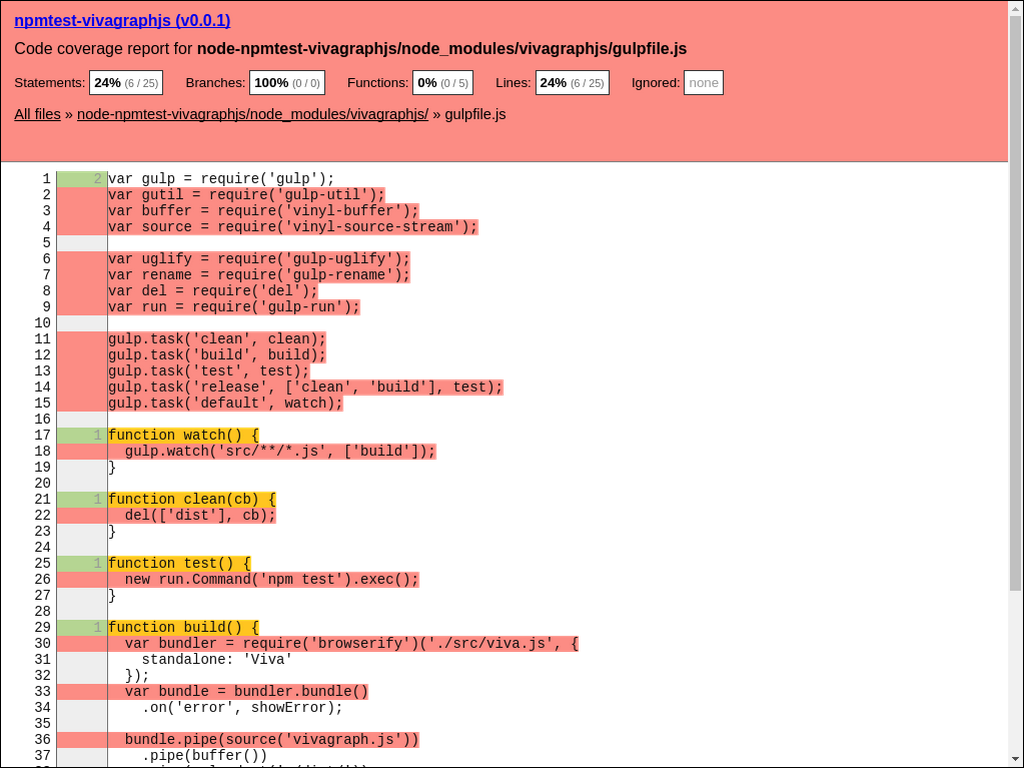 npmtest-vivagraphjs (v0.0.1)
Code coverage report for node-npmtest-vivagraphjs/node_modules/vivagraphjs/gulpfile.js
Statements: 24% (6 / 25) Branches: 100% (0 / 0) Functions: 0% (0 / 5) Lines: 24% (6 / 25) Ignored: none
All files » node-npmtest-vivagraphjs/node_modules/vivagraphjs/ » gulpfile.js
1 2 var gulp = require('gulp');
2 var gutil = require('gulp-util');
3 var buffer = require('vinyl-buffer');
4 var source = require('vinyl-source-stream');
5
6 var uglify = require('gulp-uglify');
7 var rename = require('gulp-rename');
8 var del = require('del');
9 var run = require('gulp-run');
10
11 gulp.task('clean', clean);
12 gulp.task('build', build);
13 gulp.task('test', test);
14 gulp.task('release', ['clean', 'build'], test);
15 gulp.task('default', watch);
16
17 1 function watch() {
18   gulp.watch('src/**/*.js', ['build']);
19 }
20
21 1 function clean(cb) {
22   del(['dist'], cb);
23 }
24
25 1 function test() {
26   new run.Command('npm test').exec();
27 }
28
29 1 function build() {
30   var bundler = require('browserify')('./src/viva.js', {
31     standalone: 'Viva'
32   });
33   var bundle = bundler.bundle()
34     .on('error', showError);
35
36   bundle.pipe(source('vivagraph.js'))
37     .pipe(buffer())